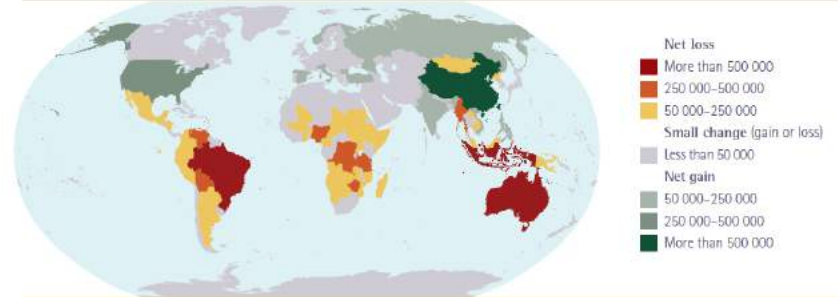 Net loss
More than 500 000
250 000–500 000
50 000–250 000
Small change (gain or loss)
Less than 50 000
Net gain
50 000–250 000
250 000–500 000
More than 500 000